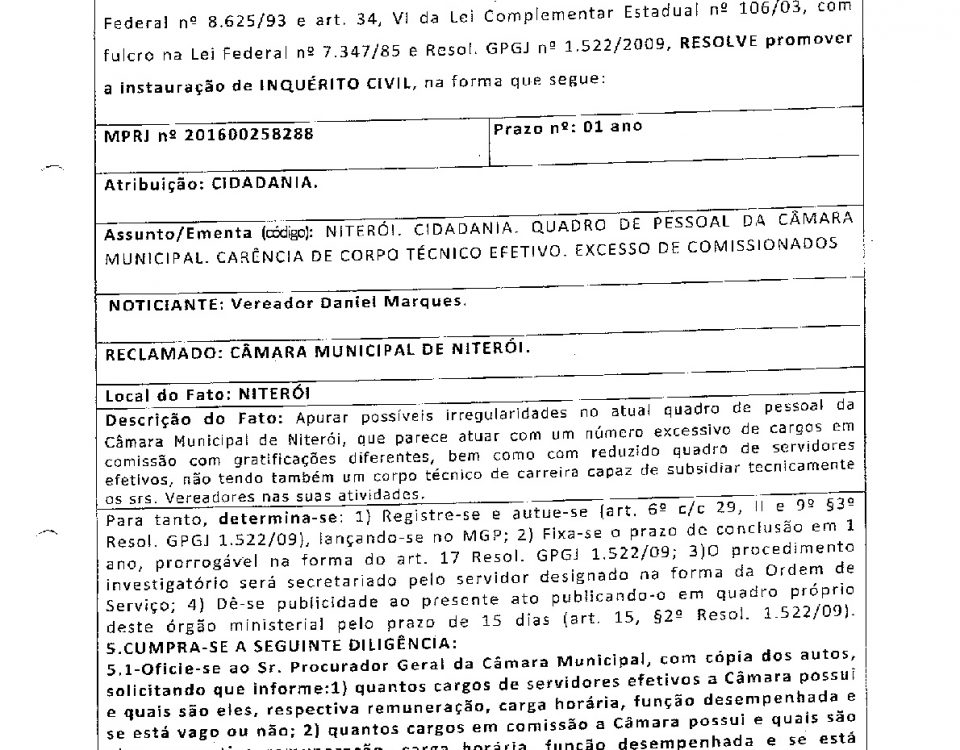 Federal nº 8.625/93 e art. 34, VI da Lei Complementar Estadual nº 106/03, com
fulcro na Lei Federal nº 7.347/85 e Resol. GPGJ nº 1.522/2009, RESOLVE promover
a instauração de INQUÉRITO CIVIL, na forma que segue:
MPRJ nº 201600258288
Prazo nº: 01 ano
Atribuição: CIDADANIA.
Assunto/Ementa (código): NITERÓI. CIDADANIA. QUADRO DE PESSOAL DA CÂMARA
MUNICIPAL. CARÊNCIA DE CORPO TÉCNICO EFETIVO. EXCESSO DE COMISSIONADOS
NOTICIANTE: Vereador Daniel Marques.
RECLAMADO: CÂMARA MUNICIPAL DE NITERÓI.
Local do Fato: NITERÓI
Descrição do Fato: Apurar possíveis irregularidades no atual quadro de pessoal da
Câmara Municipal de Niterói, que parece atuar com um número excessivo de cargos em
comissão com gratificações diferentes, bem como com reduzido quadro de servidores
efetivos, não tendo também um corpo técnico de carreira capaz de subsidiar tecnicamente
os srs. Vereadores nas suas atividades.
Para tanto, determina-se: 1) Registre-se e autue-se (art. 6º c/c 29, II e 9º §3º
Resol. GPGJ 1.522/09), lançando-se no MGP; 2) Fixa-se o prazo de conclusão em 1
ano, prorrogável na forma do art. 17 Resol. GPGJ 1.522/09; 3)O procedimento
investigatório será secretariado pelo servidor designado na forma da Ordem de
Serviço; 4) Dê-se publicidade ao presente ato publicando-o em quadro próprio
deste órgão ministerial pelo prazo de 15 dias (art. 15, §2º Resol. 1.522/09).
5.CUMPRA-SE A SEGUINTE DILIGÊNCIA:
5.1-Oficie-se ao Sr. Procurador Geral da Câmara Municipal, com cópia dos autos,
solicitando que informe:1) quantos cargos de servidores efetivos a Câmara possui
e quais são eles, respectiva remuneração, carga horária, função desempenhada e
se está vago ou não; 2) quantos cargos em comissão a Câmara possui e quais são
remuneração, carga horária, função desempenhada e se está